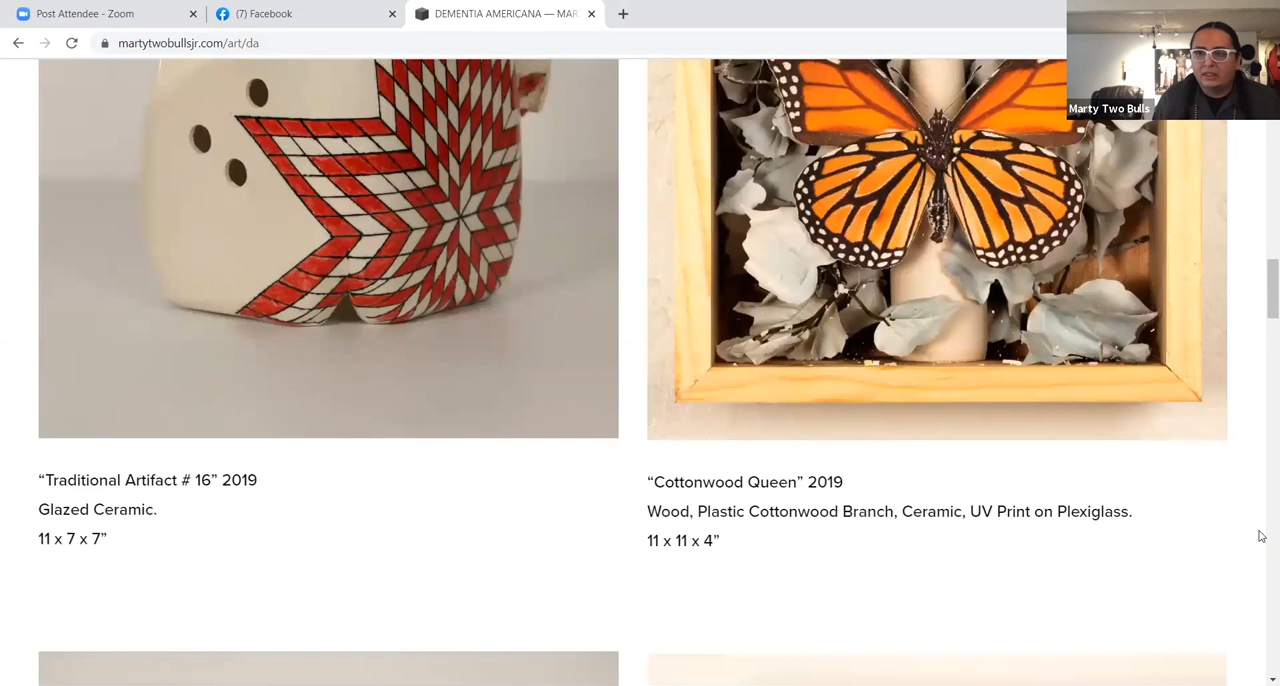 Post Attendee - Zoom
(7) Facebook
DEMENTIA AMERICANA — MAR
martytwobullsjr.com/art/da
Marty Two Bulls
“Traditional Artifact # 16” 2019
Glazed Ceramic.
11 x 7 x 7”
“Cottonwood Queen” 2019
Wood, Plastic Cottonwood Branch, Ceramic, UV Print on Plexiglass.
11 x 11 x 4”